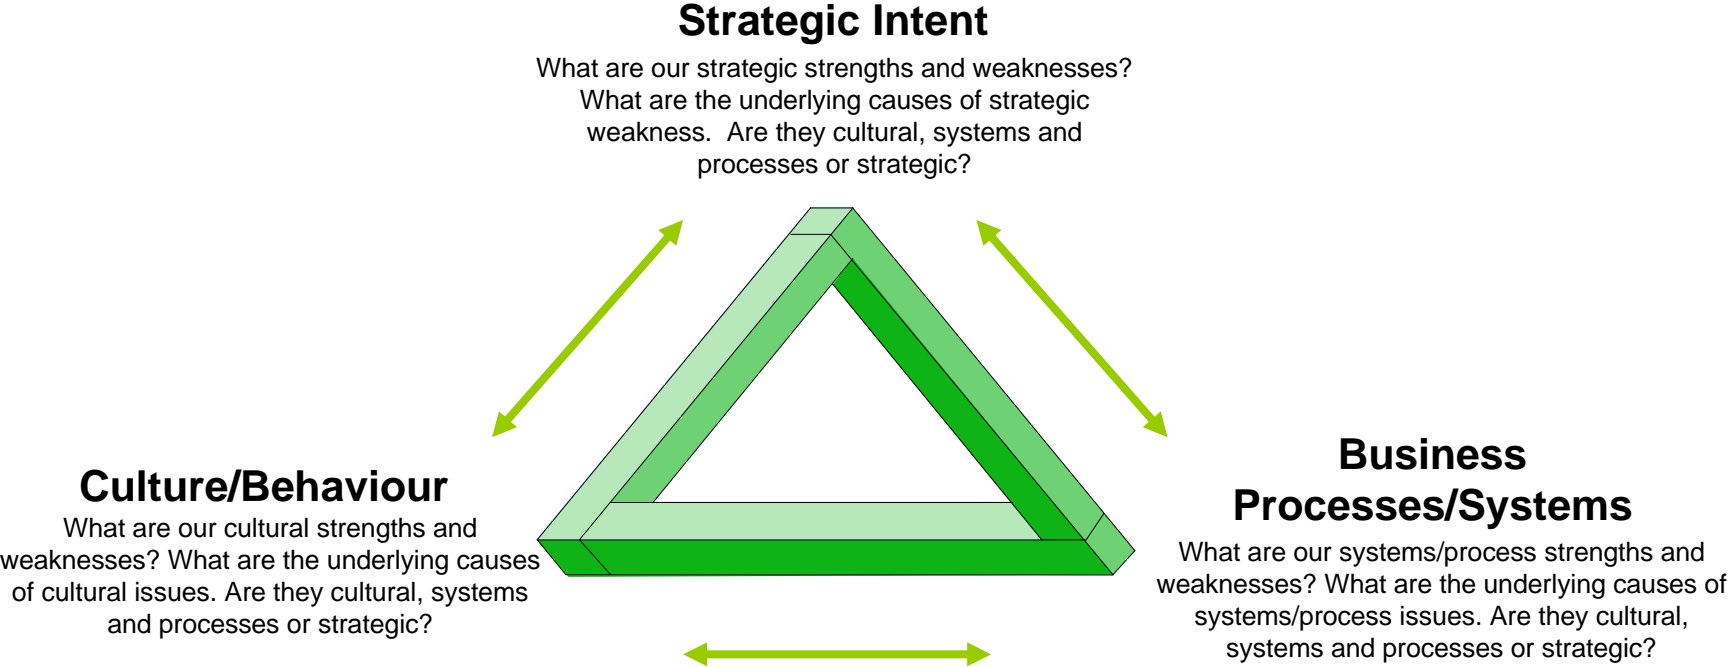 Strategic Intent
What are our strategic strengths and weaknesses?
What are the underlying causes of strategic
weakness.  Are they cultural, systems and
processes or strategic?
Culture/Behaviour
What are our cultural strengths and
weaknesses? What are the underlying causes
of cultural issues. Are they cultural, systems
and processes or strategic?
Business
Processes/Systems
What are our systems/process strengths and
weaknesses? What are the underlying causes of
systems/process issues. Are they cultural,
systems and processes or strategic?